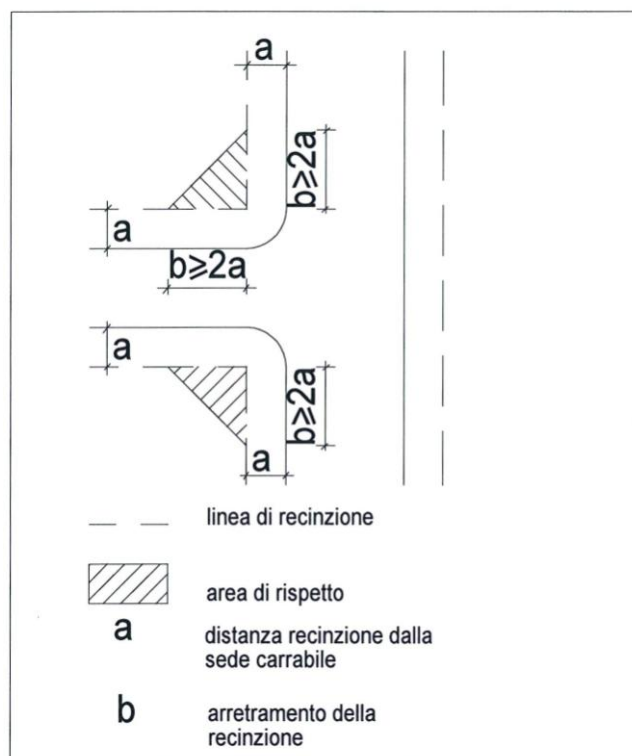 a
b⩾2a
a
b⩾2a
a
b⩾2a
a
linea di recinzione
area di rispetto
a
distanza recinzione dalla
sede carrabile
b
arretramento della
recinzione